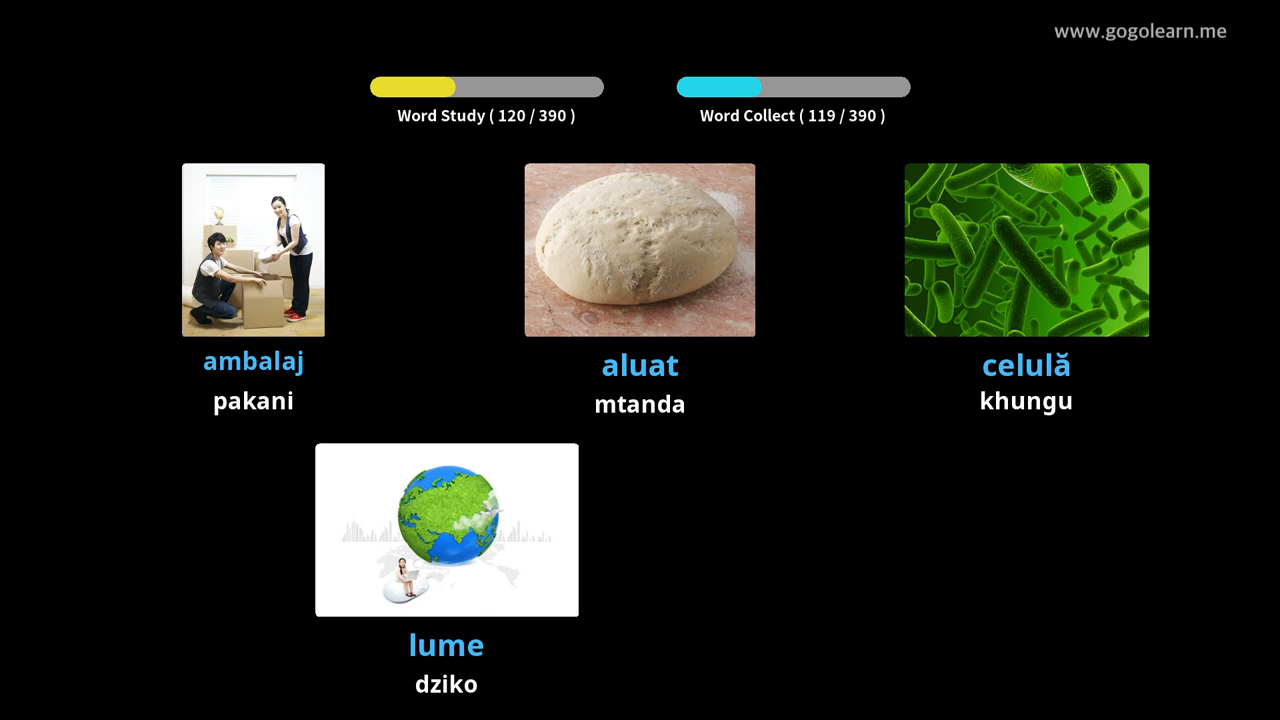 www.gogolearn.me
Word Study ( 120 / 390 )
Word Collect ( 119 / 390 )
ambalaj
pakani
aluat
mtanda
celulă
khungu
lume
dziko